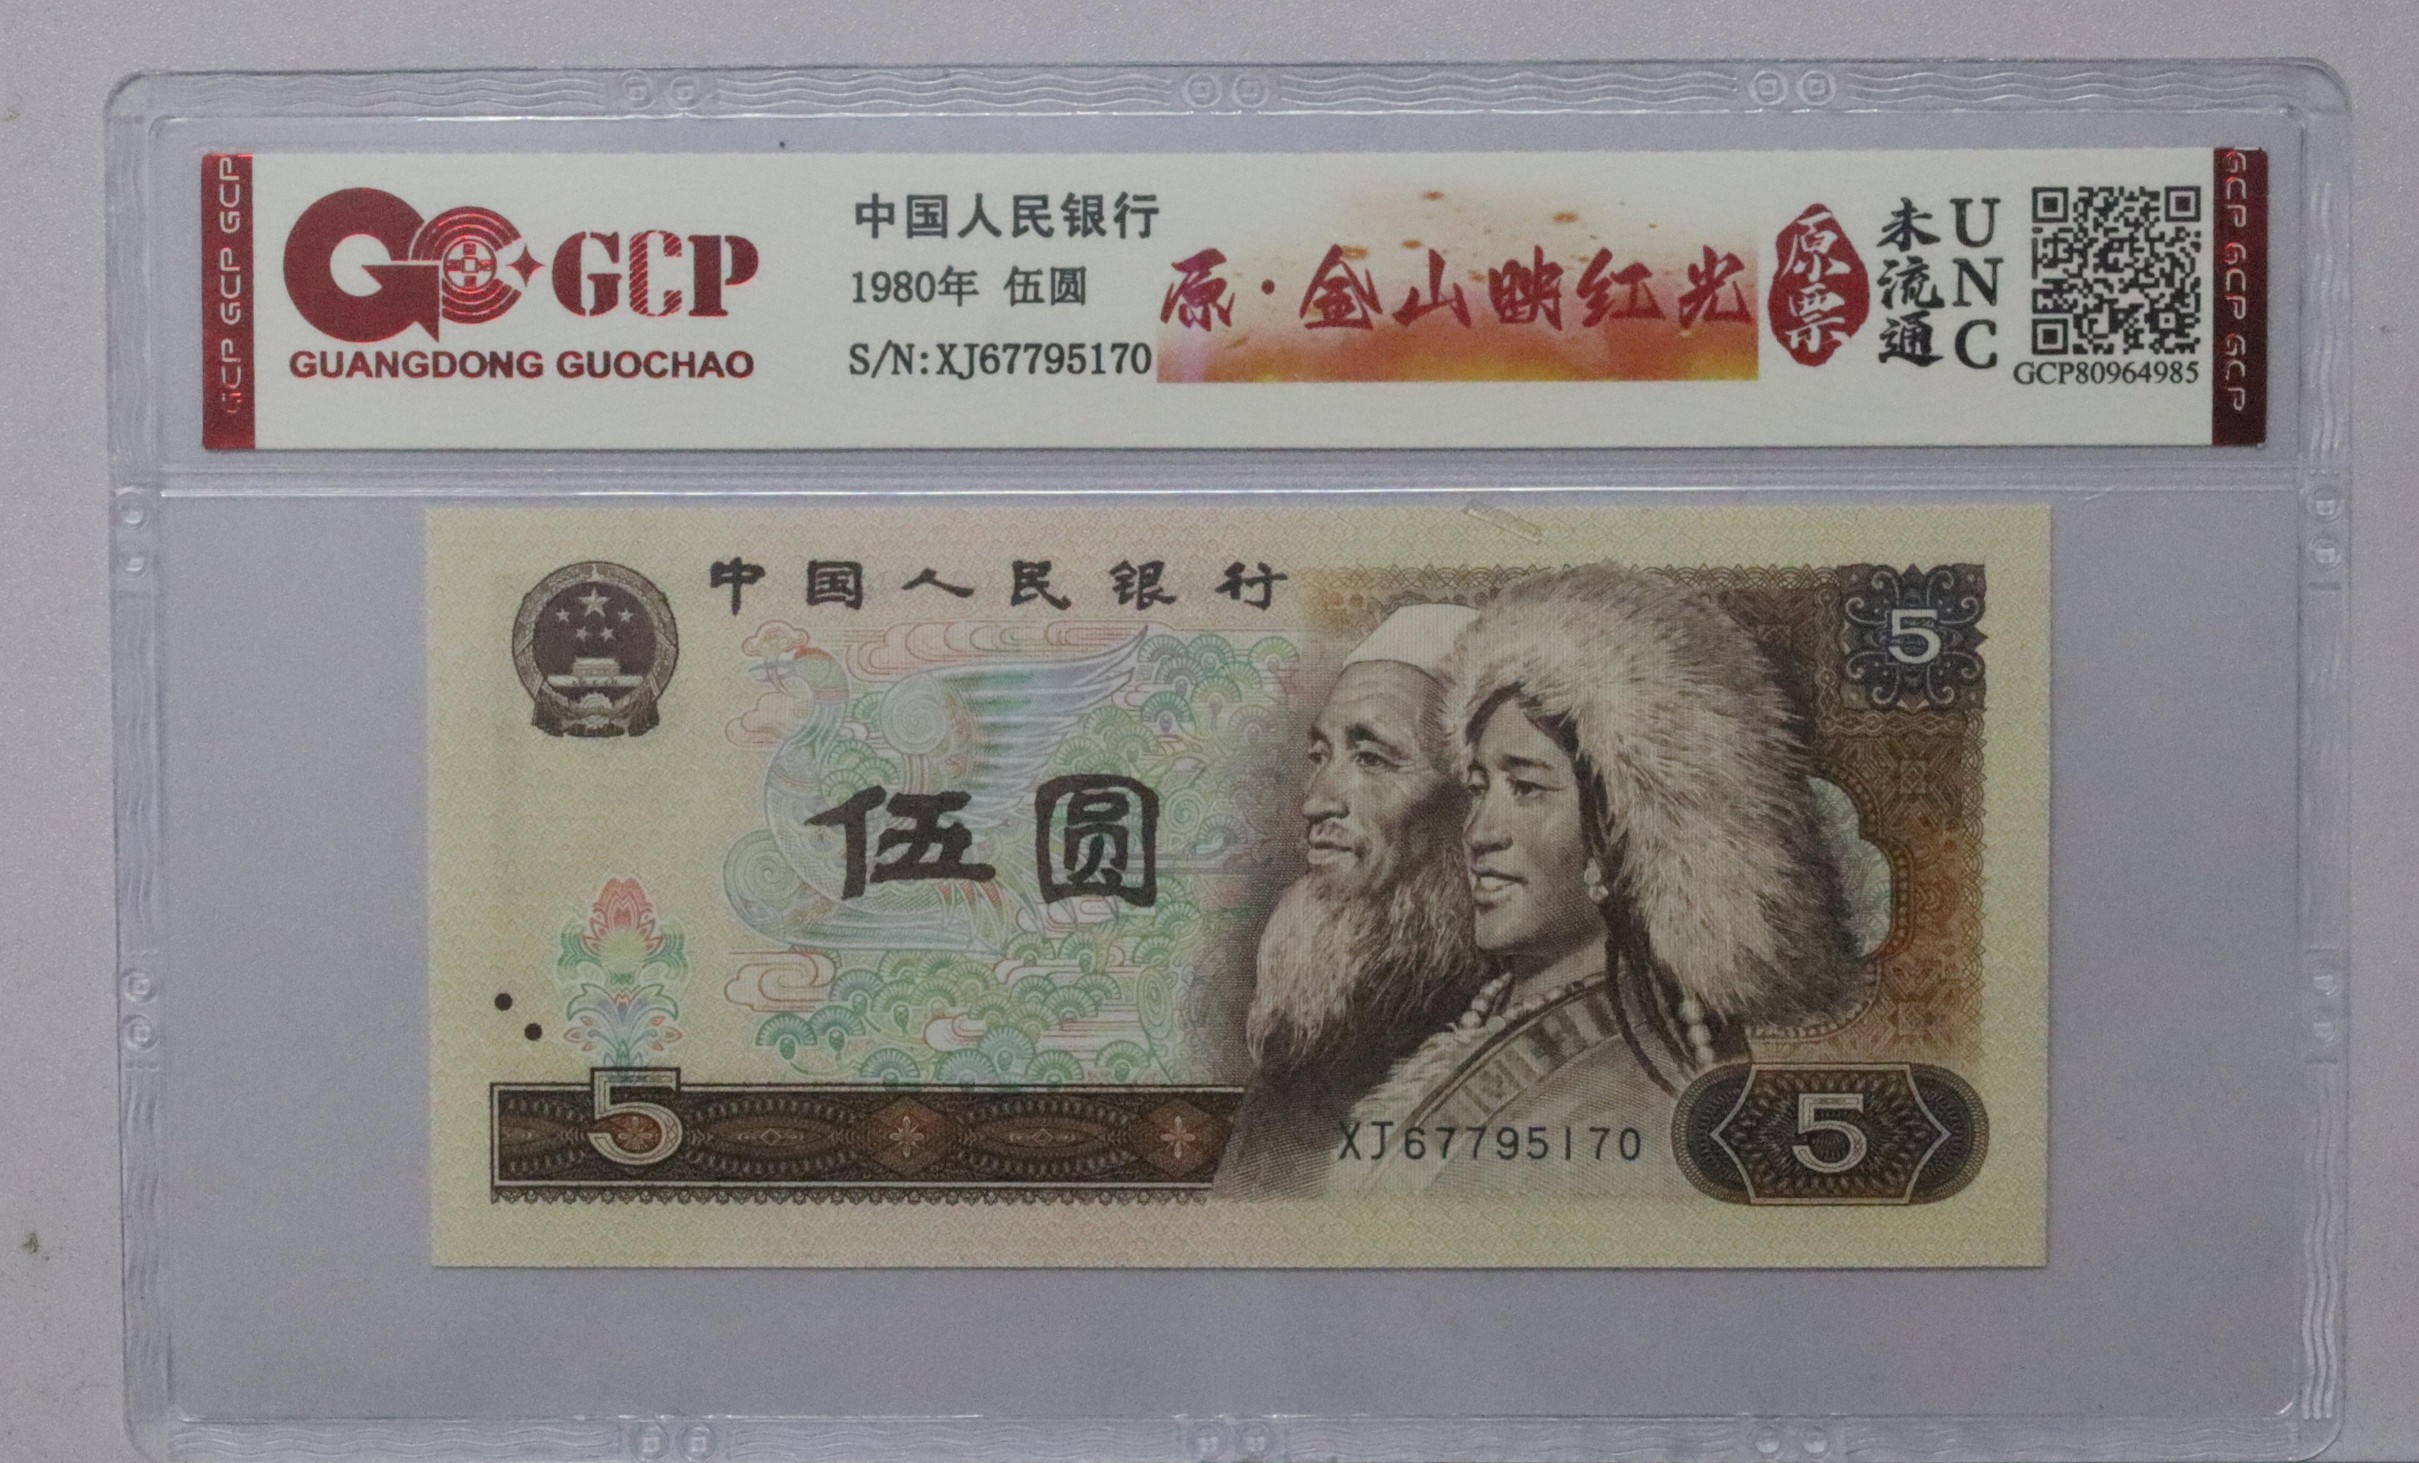 GCP GCP GCP
GCP
GUANGDONG GUOCHAO
中国人民银行
1980年 伍圆
S/N:XJ67795170
原·金山映红光
原票
未流通
UNC
GCP80964985
GCP GCP GCP
中国人民银行
5
伍圆
5
XJ67795170
5